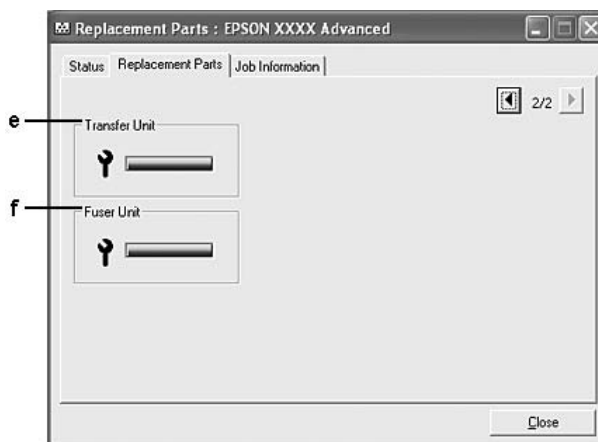 Replacement Parts : EPSON XXXX Advanced
Status Replacement Parts Job Information
2/2
e Transfer Unit
f Fuser Unit
Close